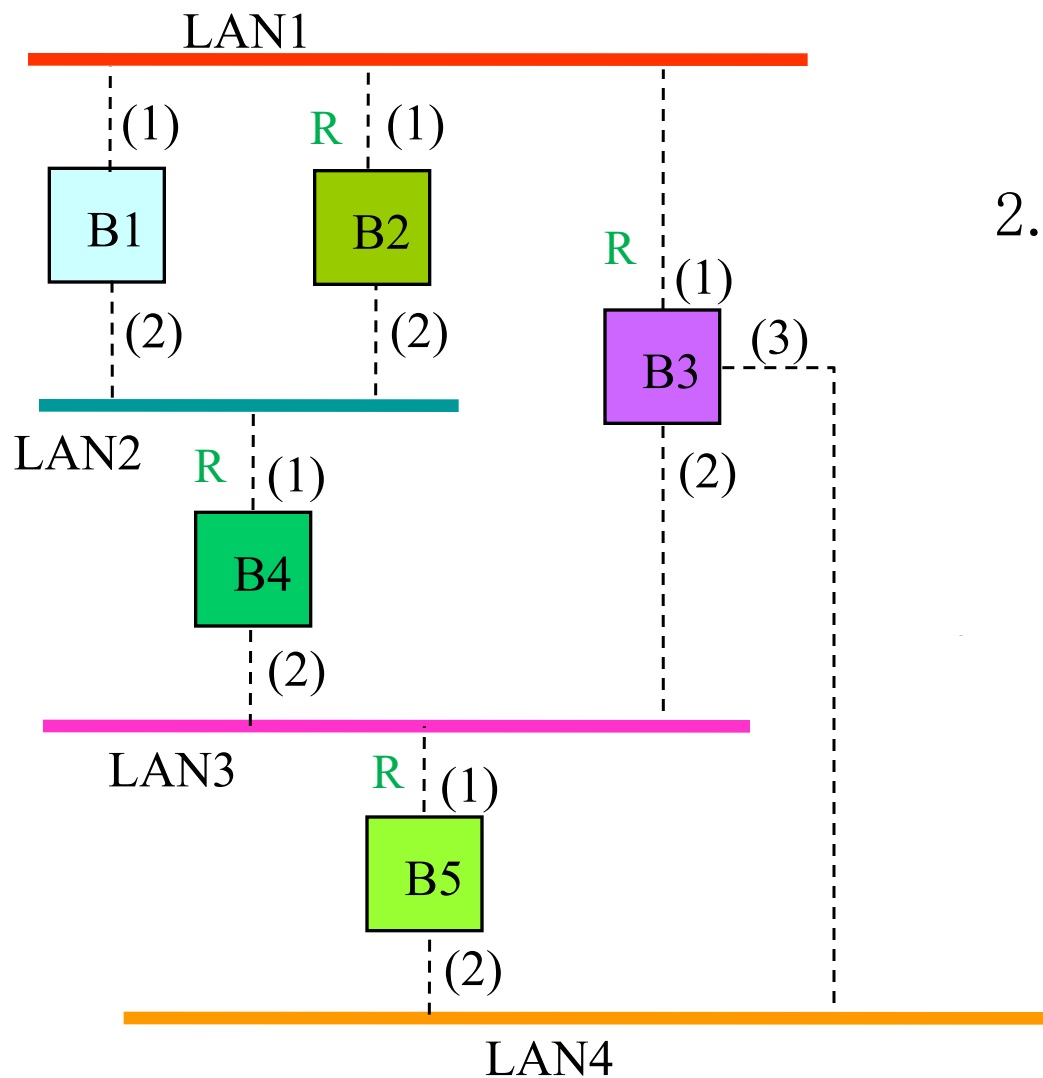 LAN1
(1)
R (1)
B1
B2
2.
R
(1)
(3)
(2)
(2)
B3
LAN2
R (1)
(2)
B4
(2)
LAN3
R (1)
B5
(2)
LAN4